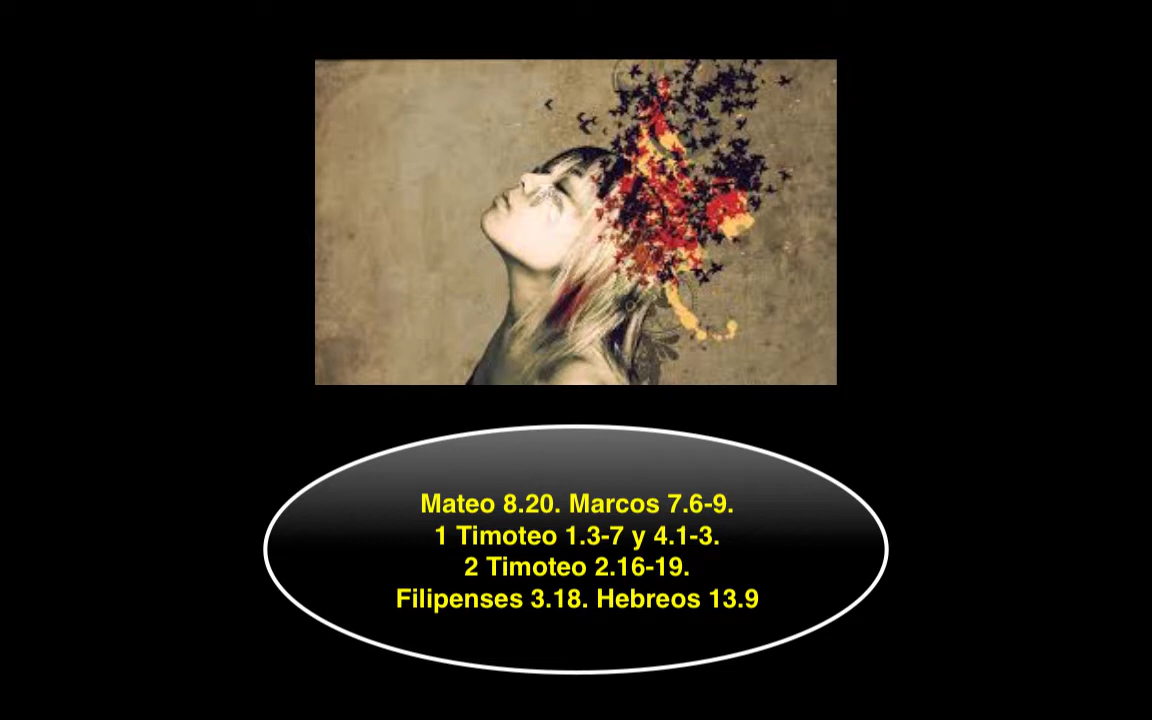 Mateo 8.20. Marcos 7.6-9.
1 Timoteo 1.3-7 y 4.1-3.
2 Timoteo 2.16-19.
Filipenses 3.18. Hebreos 13.9